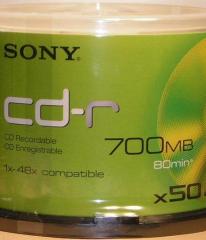 SONY
cd-r
CD Recordable
CD Enregistrable
700MB
80min
1x-48x compatible
x50